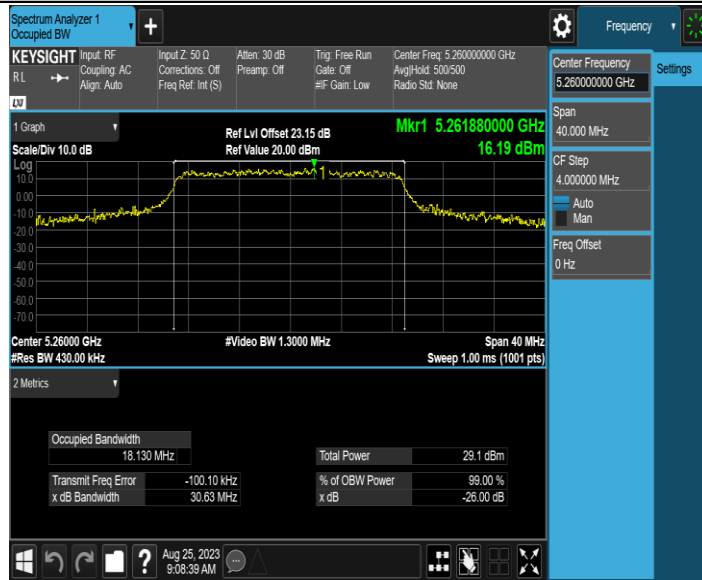 Spectrum Analyzer 1
Occupied BW
+
Frequency
KEYSIGHT
RL
LXI
Input: RF
Coupling: AC
Align: Auto
Input Z: 50 Ω
Corrections: Off
Freq Ref: Int (S)
Atten: 30 dB
Preamp: Off
Trig: Free Run
Gate: Off
#IF Gain: Low
Center Freq: 5.260000000 GHz
Avg|Hold: 500/500
Radio Std: None
Center Frequency
5.260000000 GHz
Settings
Span
40.000 MHz
CF Step
4.000000 MHz
Auto
Man
Freq Offset
0 Hz
1 Graph
Scale/Div 10.0 dB
Ref Lvl Offset 23.15 dB
Ref Value 20.00 dBm
Mkr1 5.261880000 GHz
16.19 dBm
Log
10.0
0.00
-10.0
-20.0
-30.0
-40.0
-50.0
-60.0
-70.0
1
Center 5.26000 GHz
#Video BW 1.3000 MHz
Span 40 MHz
#Res BW 430.00 kHz
Sweep 1.00 ms (1001 pts)
2 Metrics
Occupied Bandwidth
18.130 MHz
Total Power 29.1 dBm
Transmit Freq Error -100.10 kHz
% of OBW Power 99.00 %
x dB Bandwidth 30.63 MHz
x dB -26.00 dB
?
Aug 25, 2023
9:08:39 AM